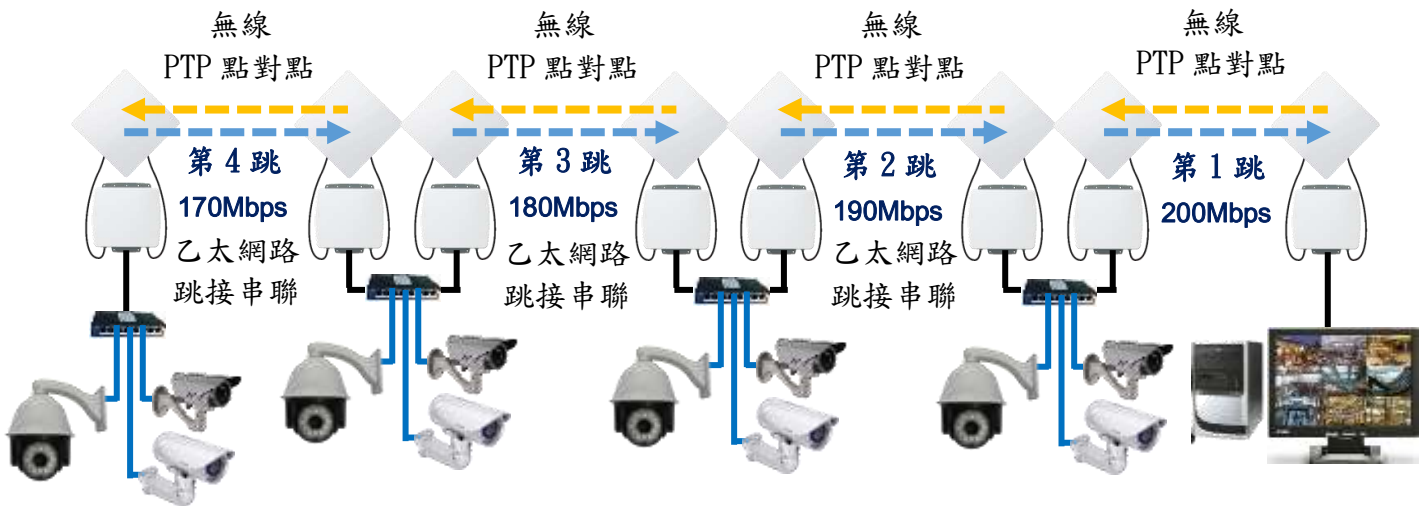 無線
PTP 點對點
無線
PTP 點對點
無線
PTP 點對點
無線
PTP 點對點
第 4 跳
170Mbps
乙太網路
跳接串聯
第 3 跳
180Mbps
乙太網路
跳接串聯
第 2 跳
190Mbps
乙太網路
跳接串聯
第 1 跳
200Mbps